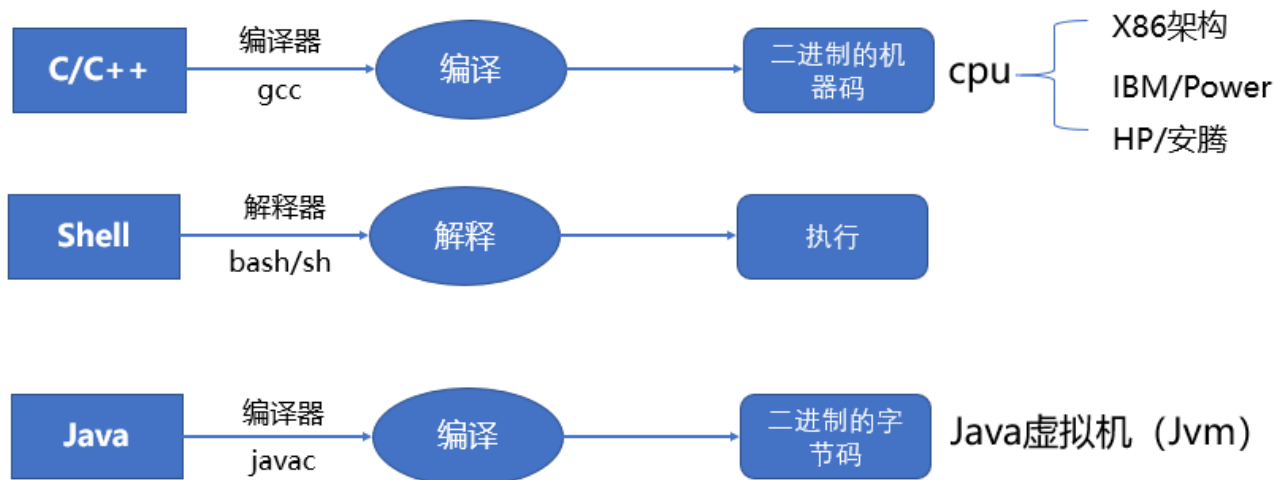 C/C++
编译器
gcc
编译
二进制的机
器码
cpu
X86架构
IBM/Power
HP/安腾
Shell
解释器
bash/sh
解释
执行
Java
编译器
javac
编译
二进制的字
节码
Java虚拟机（Jvm）